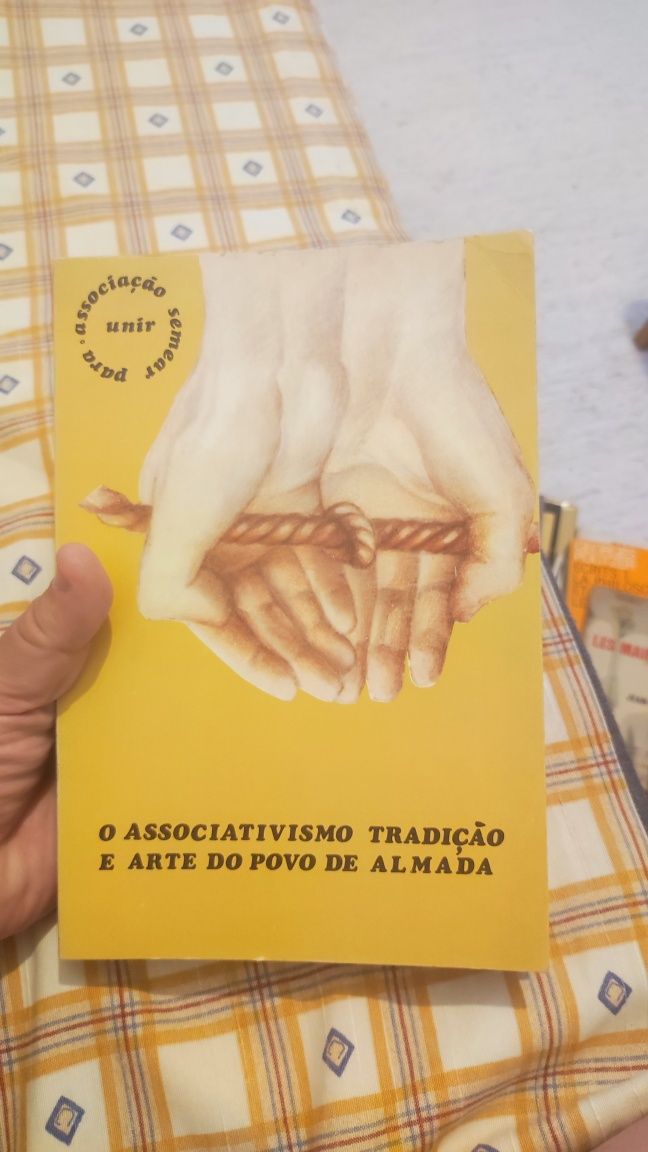 associação semear para
unir
O ASSOCIATIVISMO TRADIÇÃO
E ARTE DO POVO DE ALMADA